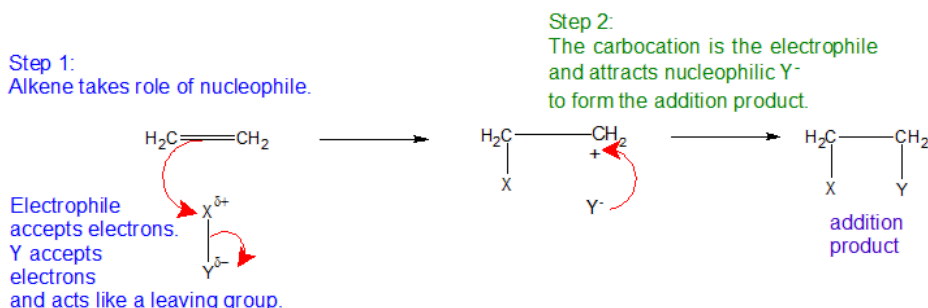 Step 1:
Alkene takes role of nucleophile.
Step 2:
The carbocation is the electrophile
and attracts nucleophilic Y⁻
to form the addition product.
H₂C CH₂
X^δ+
Y^δ−
Electrophile
accepts electrons.
Y accepts
electrons
and acts like a leaving group.
H₂C CH₂
+
X
Y⁻
H₂C CH₂
X Y
addition
product